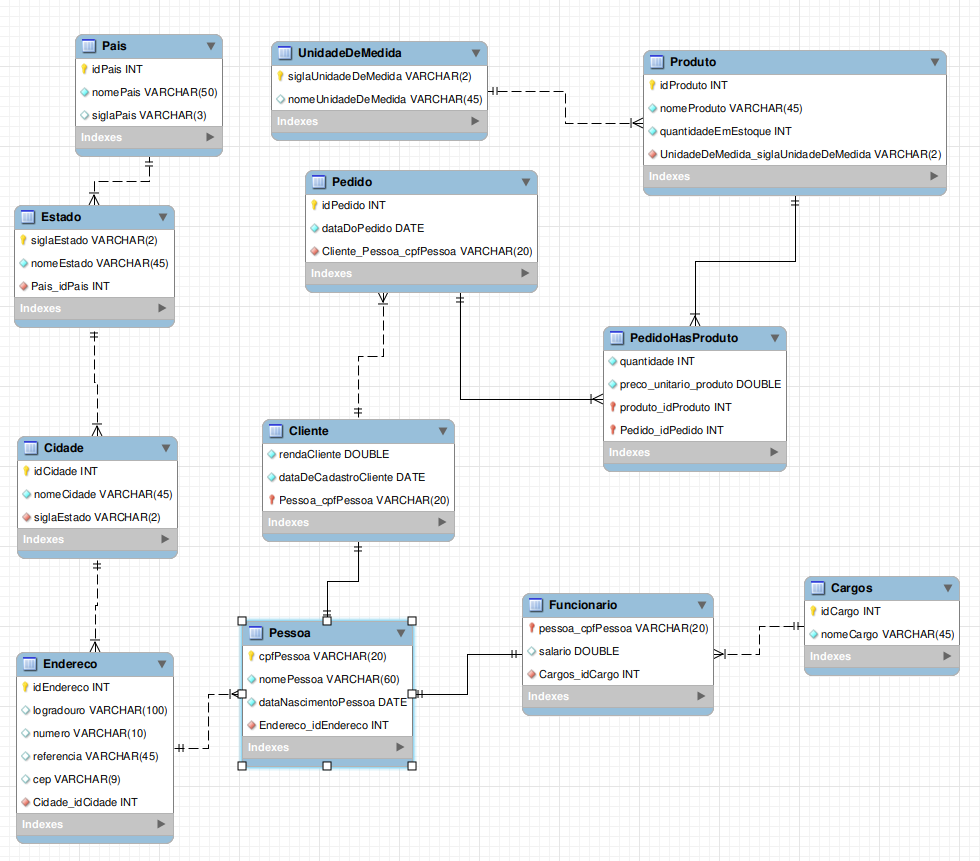 Pais
idPais INT
nomePais VARCHAR(50)
siglaPais VARCHAR(3)
Indexes
UnidadeDeMedida
siglaUnidadeDeMedida VARCHAR(2)
nomeUnidadeDeMedida VARCHAR(45)
Indexes
Produto
idProduto INT
nomeProduto VARCHAR(45)
quantidadeEmEstoque INT
UnidadeDeMedida_siglaUnidadeDeMedida VARCHAR(2)
Indexes
Estado
siglaEstado VARCHAR(2)
nomeEstado VARCHAR(45)
Pais_idPais INT
Indexes
Pedido
idPedido INT
dataDoPedido DATE
Cliente_Pessoa_cpfPessoa VARCHAR(20)
Indexes
PedidoHasProduto
quantidade INT
preco_unitario_produto DOUBLE
produto_idProduto INT
Pedido_idPedido INT
Indexes
Cidade
idCidade INT
nomeCidade VARCHAR(45)
siglaEstado VARCHAR(2)
Indexes
Cliente
rendaCliente DOUBLE
dataDeCadastroCliente DATE
Pessoa_cpfPessoa VARCHAR(20)
Indexes
Endereco
idEndereco INT
logradouro VARCHAR(100)
numero VARCHAR(10)
referencia VARCHAR(45)
cep VARCHAR(9)
Cidade_idCidade INT
Indexes
Pessoa
cpfPessoa VARCHAR(20)
nomePessoa VARCHAR(60)
dataNascimentoPessoa DATE
Endereco_idEndereco INT
Indexes
Funcionario
pessoa_cpfPessoa VARCHAR(20)
salario DOUBLE
Cargos_idCargo INT
Indexes
Cargos
idCargo INT
nomeCargo VARCHAR(45)
Indexes